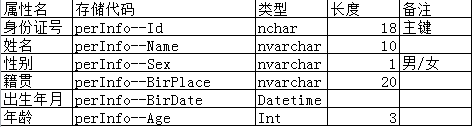 属性名 存储代码 类型 长度 备注
身份证号 perInfo--Id nchar 18 主键
姓名 perInfo--Name nvarchar 10
性别 perInfo--Sex nvarchar 1 男/女
籍贯 perInfo--BirPlace nvarchar 20
出生年月 perInfo--BirDate Datetime
年龄 perInfo--Age Int 3